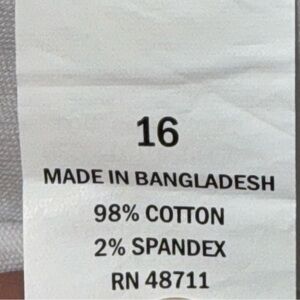 16
MADE IN BANGLADESH
98% COTTON
2% SPANDEX
RN 48711